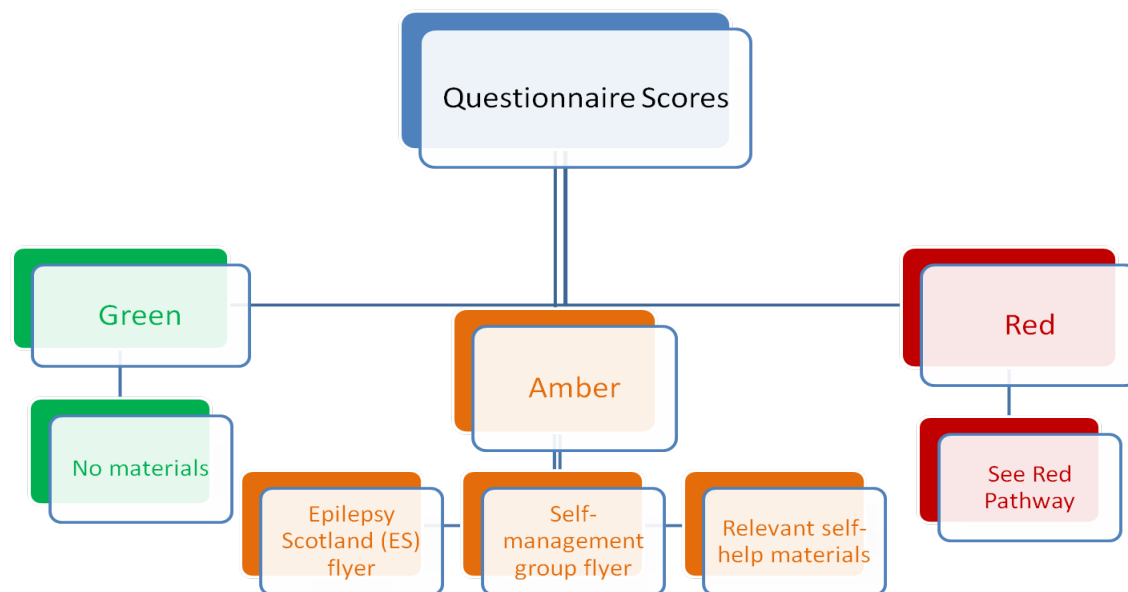 Questionnaire Scores
Green
Amber
Red
No materials
Epilepsy
Scotland (ES)
flyer
Self-
management
group flyer
Relevant self-
help materials
See Red
Pathway